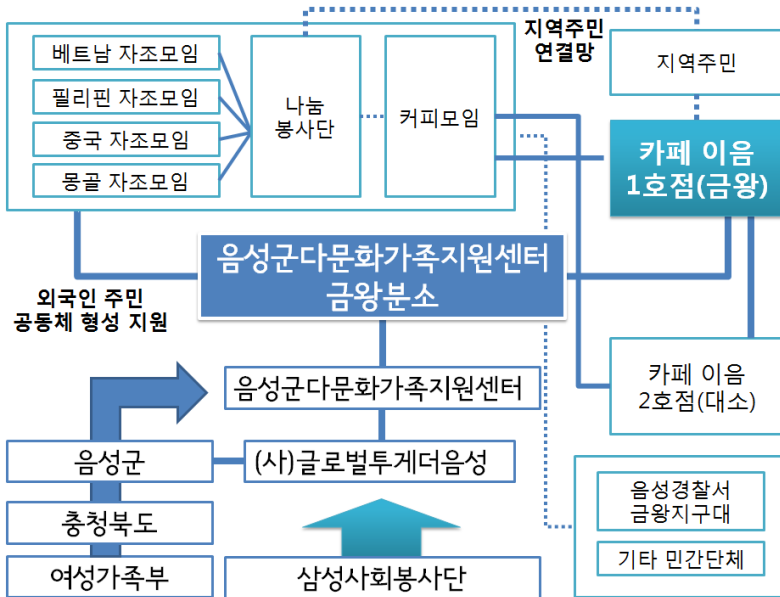 베트남 자조모임
필리핀 자조모임
중국 자조모임
몽골 자조모임
나눔
봉사단
커피모임
지역주민
연결망
지역주민
카페 이음
1호점(금왕)
음성군다문화가족지원센터
금왕분소
외국인 주민
공동체 형성 지원
음성군다문화가족지원센터
카페 이음
2호점(대소)
음성군
(사)글로벌투게더음성
충청북도
여성가족부
삼성사회봉사단
음성경찰서
금왕지구대
기타 민간단체